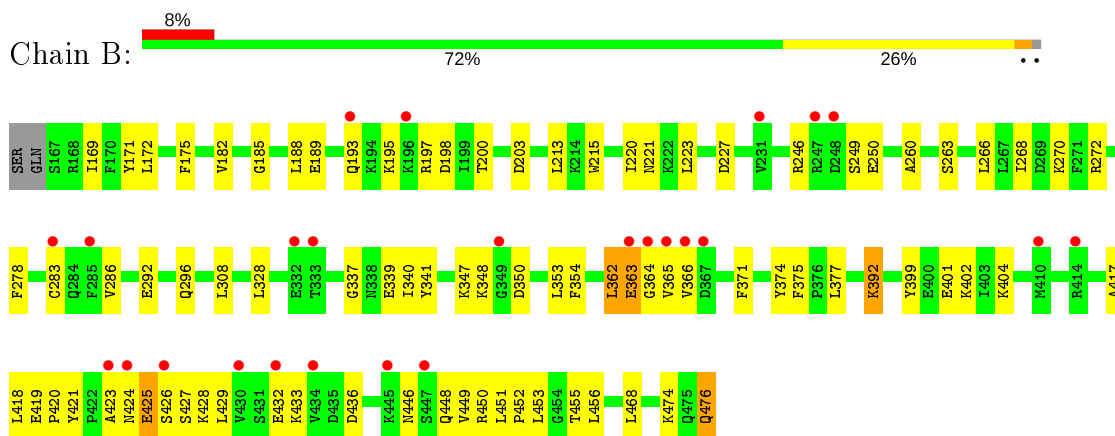 8%
Chain B:
72% 26% • •
SER GLN S167 R168 I169 F170 Y171 L172 F175 V182 G185 L188 E189 Q193 K194 K195 K196 R197 D198 I199 T200 D203 L213 K214 W215 I220 N221 K222 L223 D227 V231 R246 R247 D248 S249 E250 A260 S263 L266 L267 I268 D269 K270 F271 R272
F278 C283 Q284 F285 V286 E292 Q296 L308 L328 E332 T333 G337 N338 E339 I340 Y341 K347 K348 G349 D350 L353 F354 L362 E363 G364 V365 V366 D367 F371 Y374 F375 P376 L377 K392 Y399 E400 E401 K402 I403 K404 M410 R414 A417
L418 E419 P420 Y421 P422 A423 N424 E425 S426 S427 K428 L429 V430 S431 E432 K433 V434 D435 D436 K445 N446 S447 Q448 V449 R450 L451 P452 L453 G454 T455 L456 L468 K474 Q475 Q476